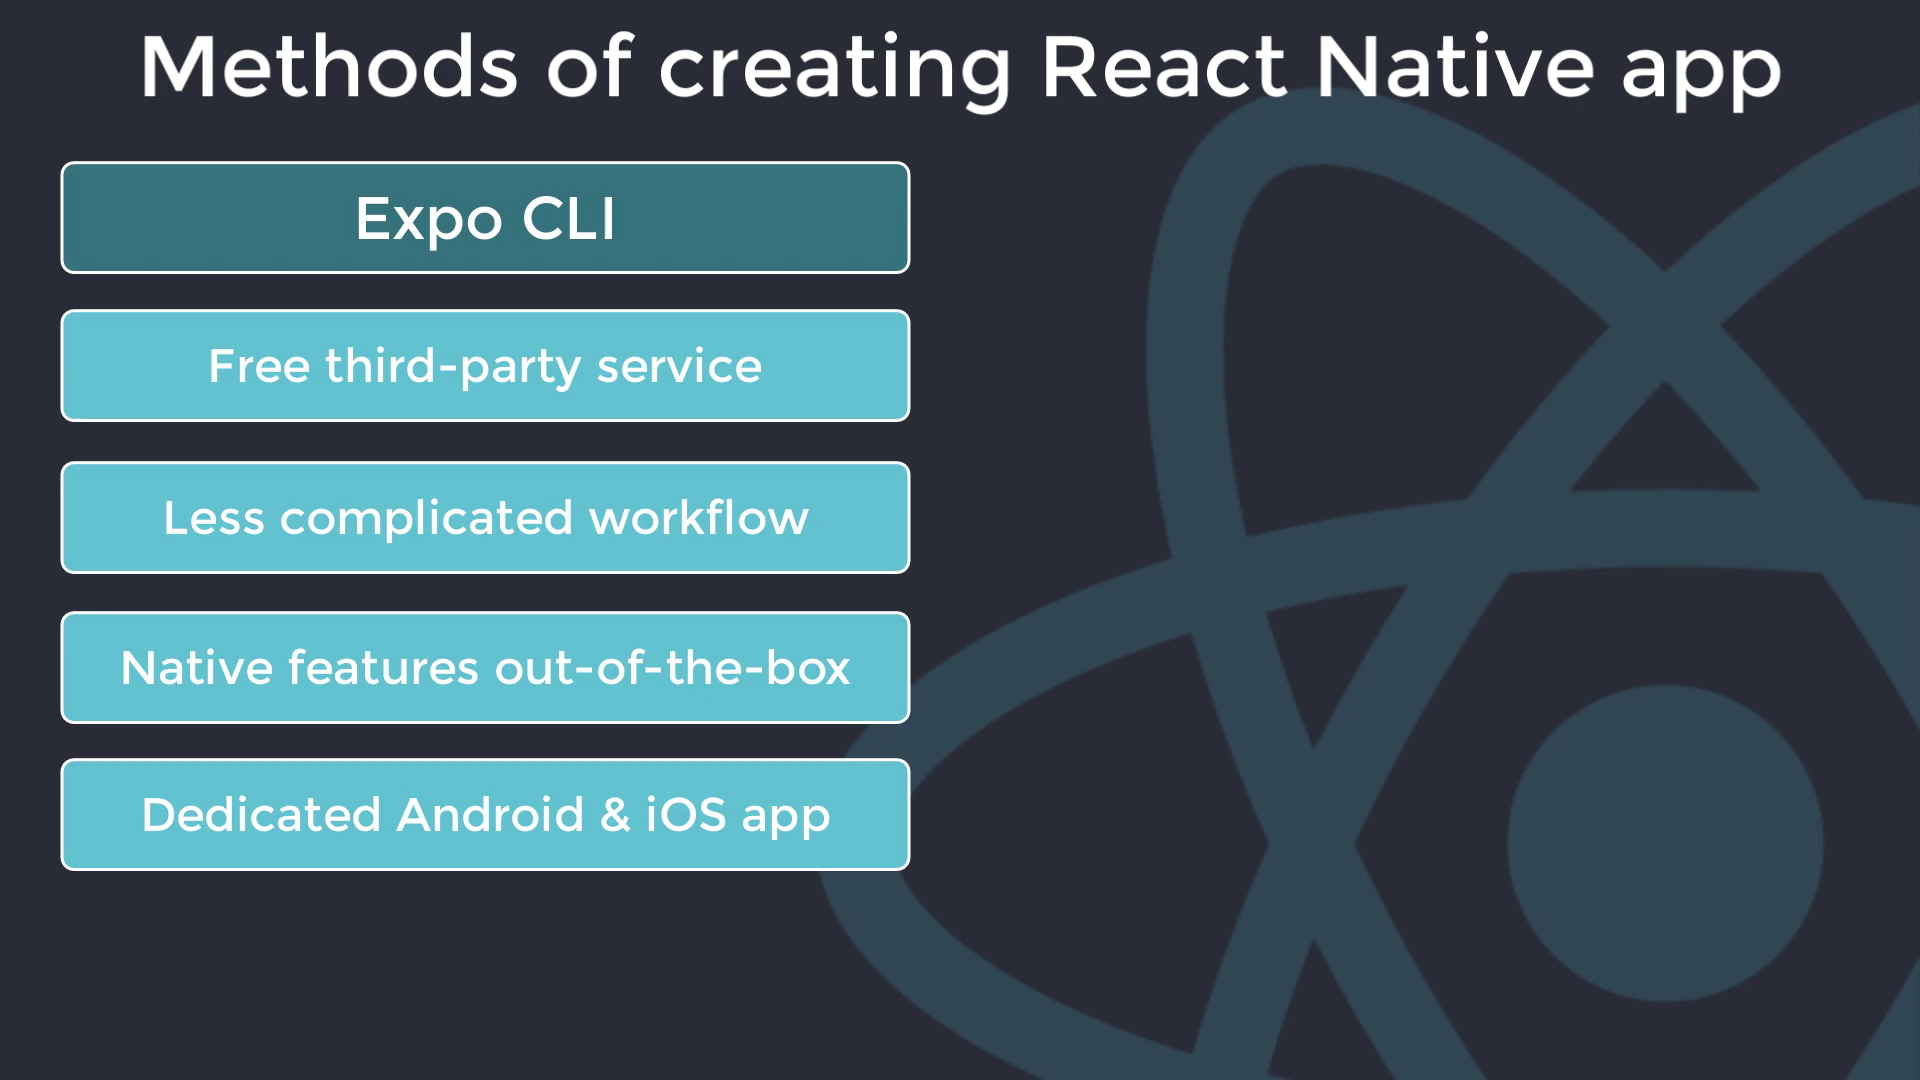 Methods of creating React Native app
Expo CLI
Free third-party service
Less complicated workflow
Native features out-of-the-box
Dedicated Android & iOS app